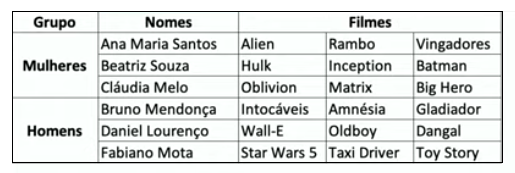 Grupo Nomes Filmes
Ana Maria Santos Alien Rambo Vingadores
Mulheres Beatriz Souza Hulk Inception Batman
Cláudia Melo Oblivion Matrix Big Hero
Bruno Mendonça Intocáveis Amnésia Gladiador
Homens Daniel Lourenço Wall-E Oldboy Dangal
Fabiano Mota Star Wars 5 Taxi Driver Toy Story